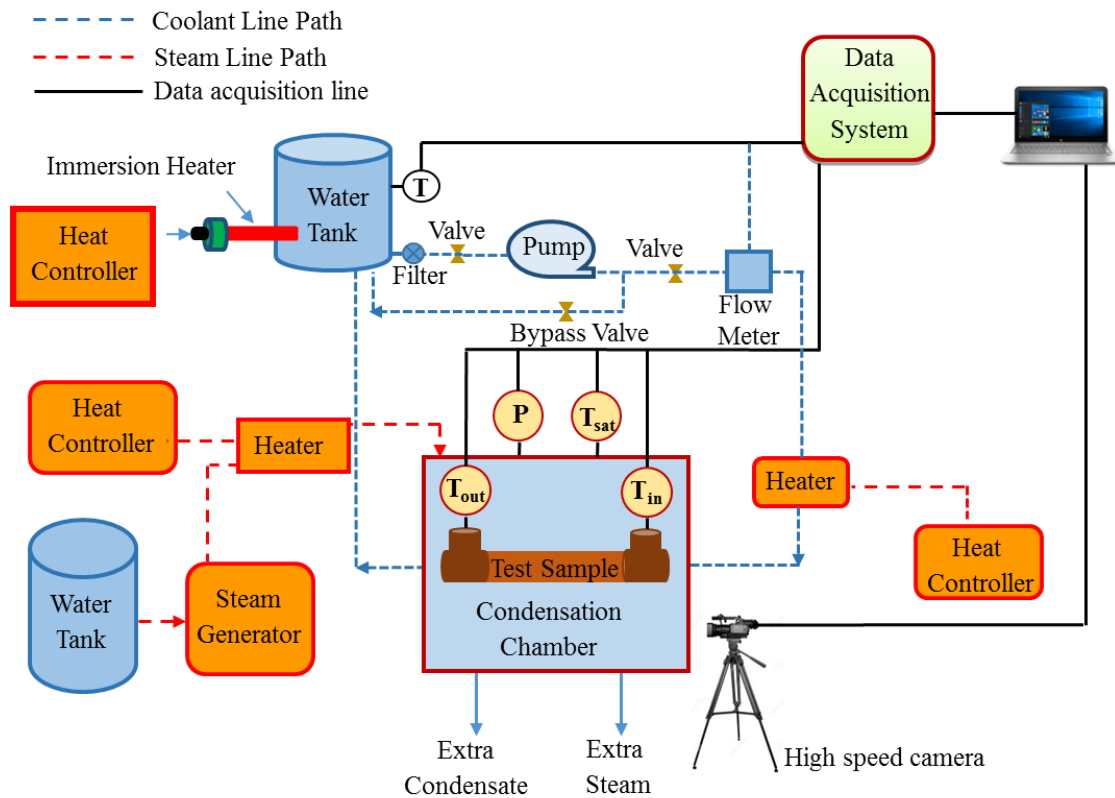 Coolant Line Path
Steam Line Path
Data acquisition line
Data
Acquisition
System
Immersion Heater
Water
Tank
T
Heat
Controller
Valve
Pump
Valve
Filter
Flow
Meter
Bypass Valve
Heat
Controller
Heater
P
Tsat
Tout
Tin
Heater
Test Sample
Heat
Controller
Water
Tank
Steam
Generator
Condensation
Chamber
Extra
Condensate
Extra
Steam
High speed camera